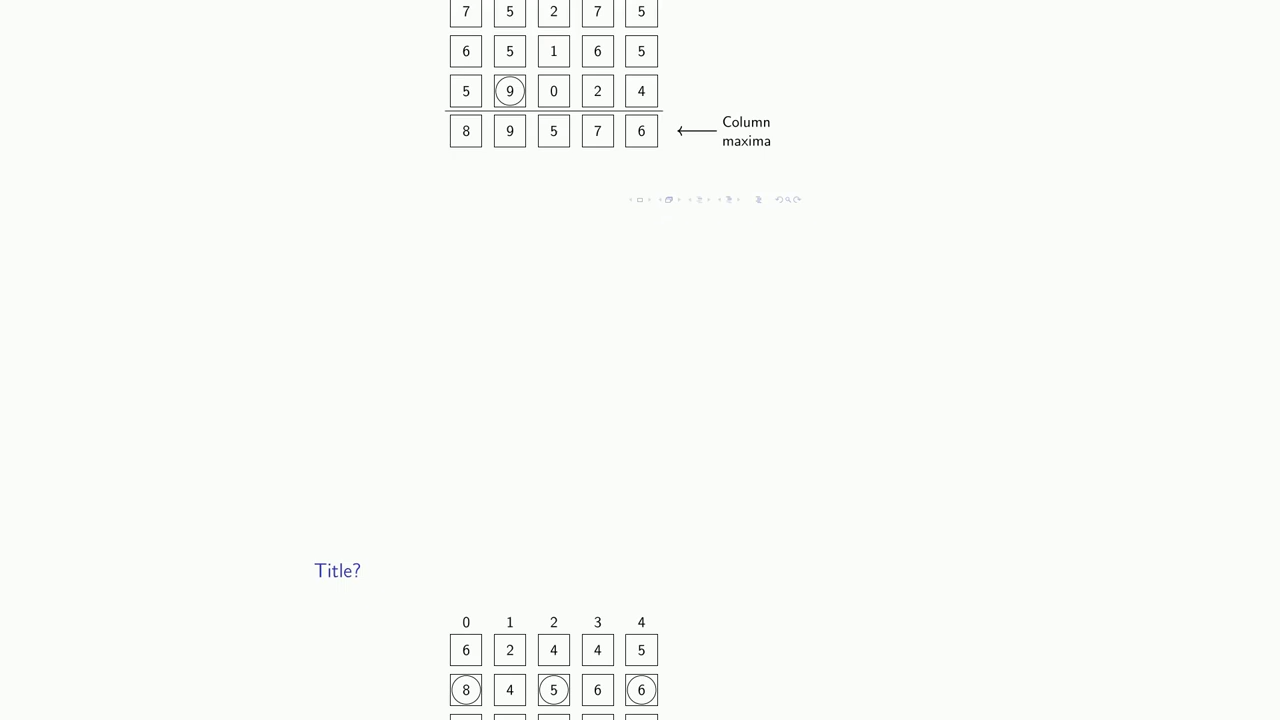 7 5 2 7 5
6 5 1 6 5
5 9 0 2 4
8 9 5 7 6
Column
maxima
Title?
0 1 2 3 4
6 2 4 4 5
8 4 5 6 6